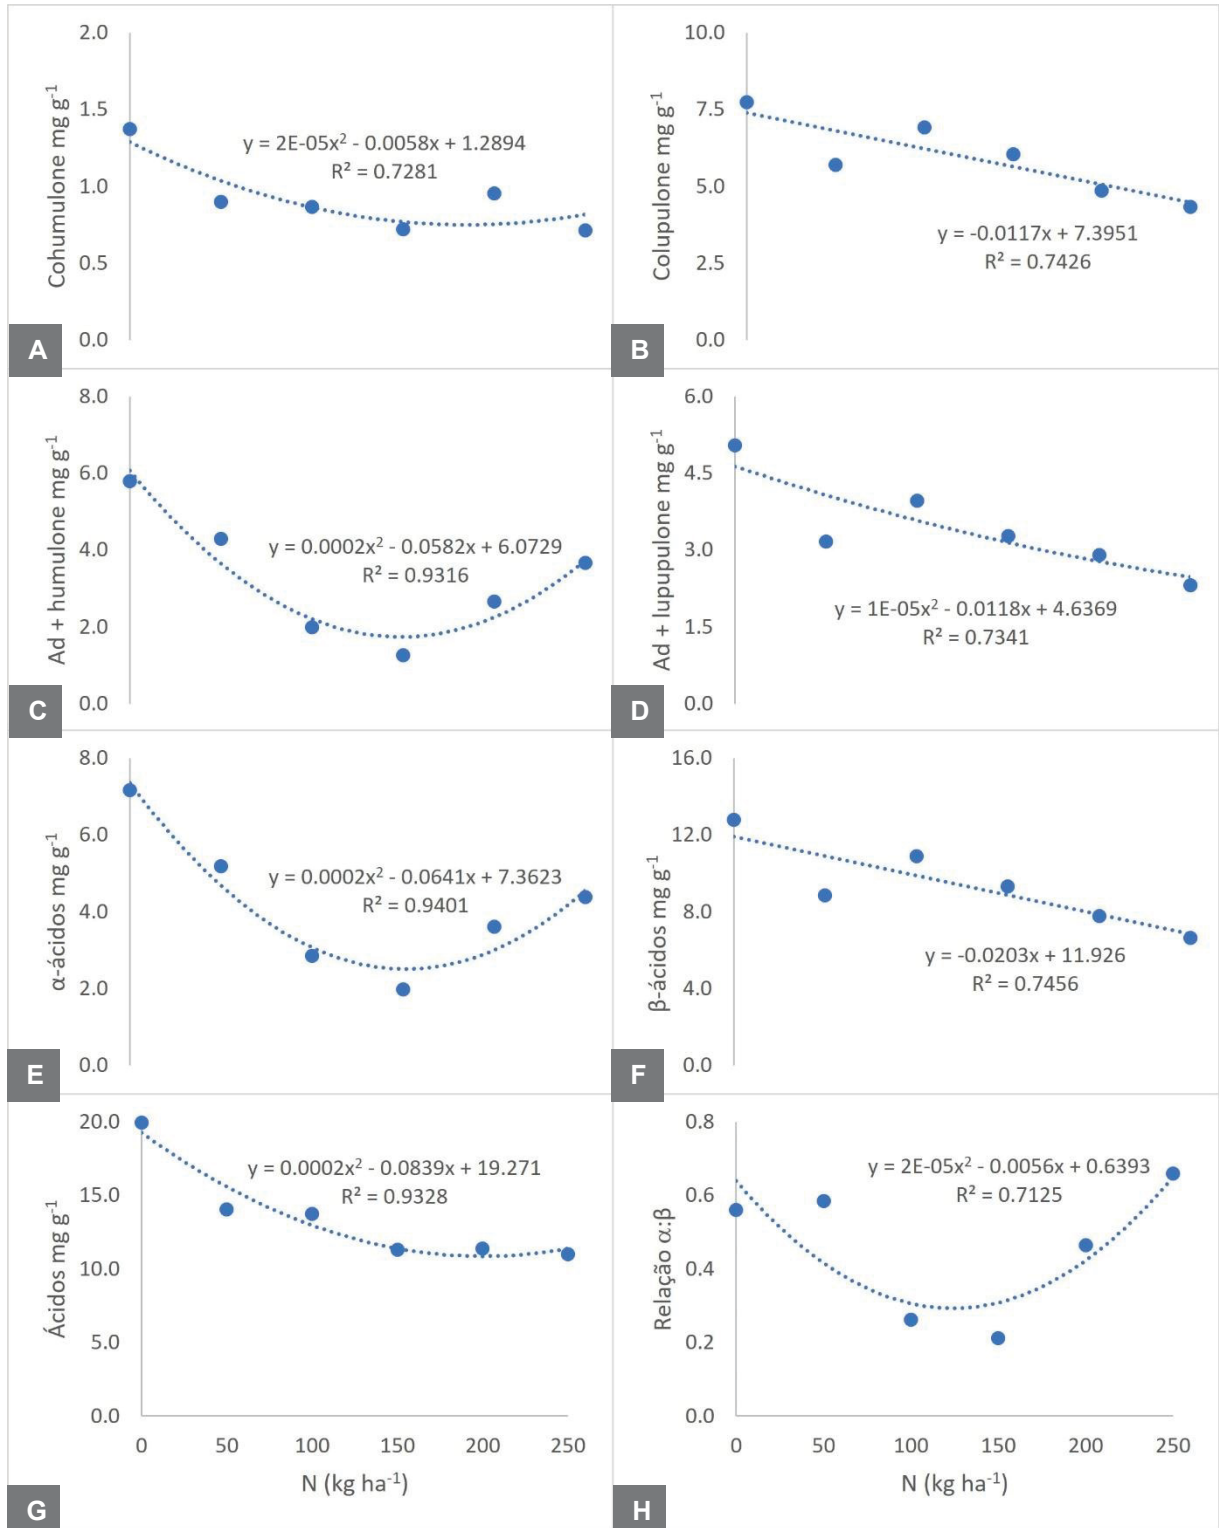 2.0
1.5
1.0
0.5
0.0
Cohumulone mg g-1
y = 2E-05x2 - 0.0058x + 1.2894
R² = 0.7281
A
10.0
7.5
5.0
2.5
0.0
Colupulone mg g-1
y = -0.0117x + 7.3951
R² = 0.7426
B
8.0
6.0
4.0
2.0
0.0
Ad + humulone mg g-1
y = 0.0002x2 - 0.0582x + 6.0729
R² = 0.9316
C
6.0
4.5
3.0
1.5
0.0
Ad + lupupulone mg g-1
y = 1E-05x2 - 0.0118x + 4.6369
R² = 0.7341
D
8.0
6.0
4.0
2.0
0.0
α-ácidos mg g-1
y = 0.0002x2 - 0.0641x + 7.3623
R² = 0.9401
E
16.0
12.0
8.0
4.0
0.0
β-ácidos mg g-1
y = -0.0203x + 11.926
R² = 0.7456
F
20.0
15.0
10.0
5.0
0.0
Ácidos mg g-1
y = 0.0002x2 - 0.0839x + 19.271
R² = 0.9328
0 50 100 150 200 250
N (kg ha-1)
G
0.8
0.6
0.4
0.2
0.0
Relação α:β
y = 2E-05x2 - 0.0056x + 0.6393
R² = 0.7125
0 50 100 150 200 250
N (kg ha-1)
H